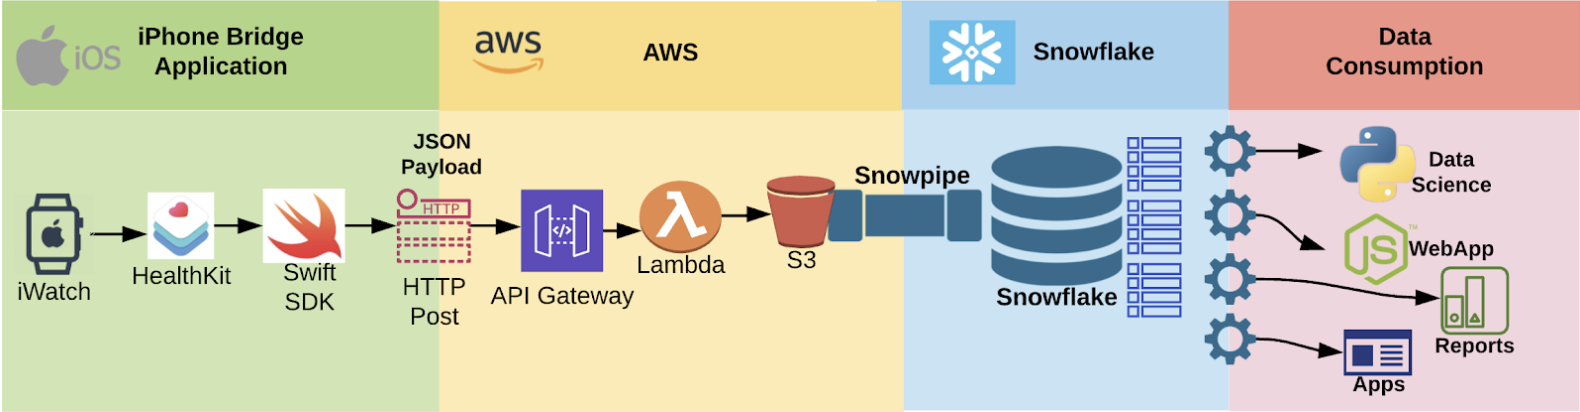 iOS
iPhone Bridge
Application
aws
AWS
Snowflake
Data
Consumption
iWatch
HealthKit
Swift
SDK
JSON
Payload
HTTP
HTTP
Post
</>
API Gateway
λ
Lambda
S3
Snowpipe
Snowflake
Data
Science
JS
TM
WebApp
Reports
Apps